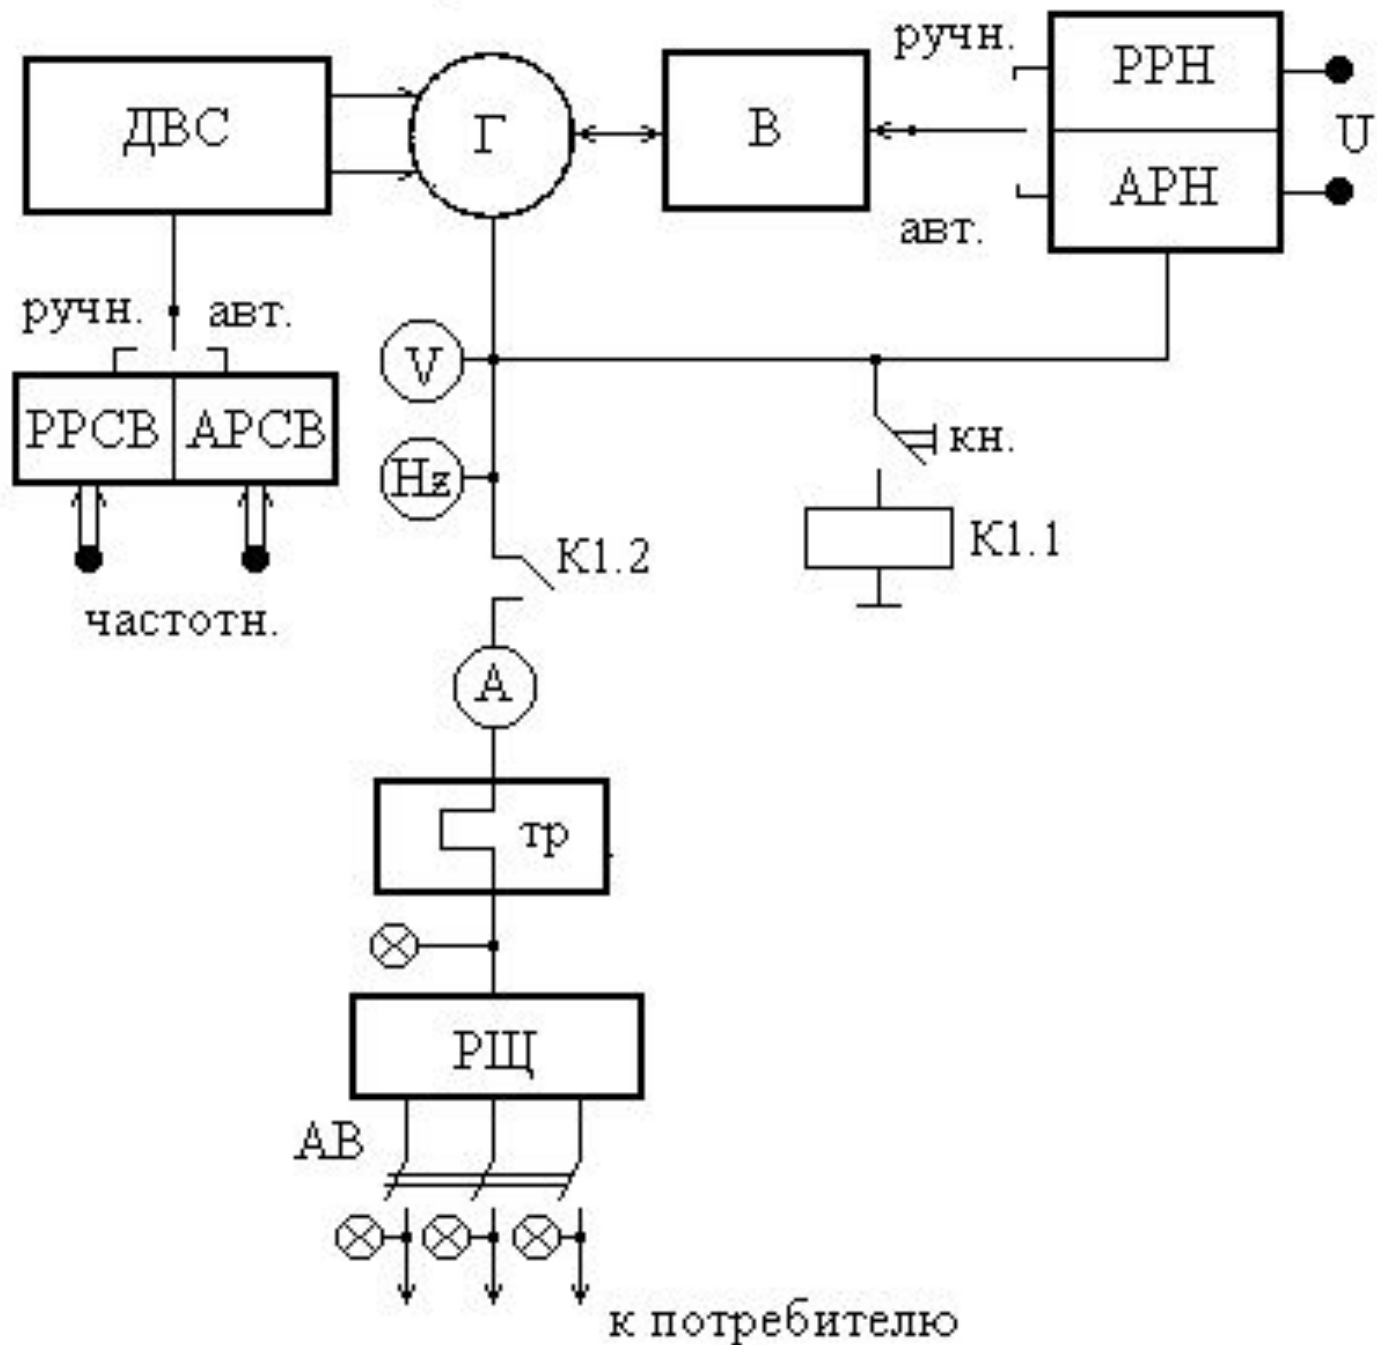 ручн.
РРН
ДВС
Г
В
U
АРН
авт.
ручн.
авт.
V
РРСВ
АРСВ
кн.
Hz
К1.2
К1.1
частотн.
А
тр
РЩ
АВ
к потребителю